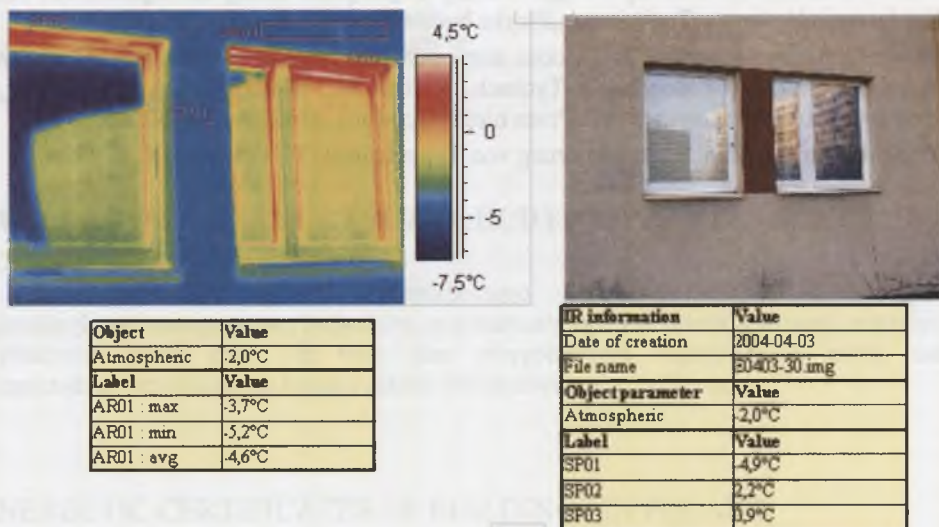 4,5°C
0
-5
-7,5°C
Object Value
Atmospheric -2,0°C
Label Value
AR01 : max -3,7°C
AR01 : min -5,2°C
AR01 : avg -4,6°C
IR information Value
Date of creation 2004-04-03
File name E0403-30.img
Object parameter Value
Atmospheric -2,0°C
Label Value
SP01 -4,9°C
SP02 2,2°C
SP03 0,9°C